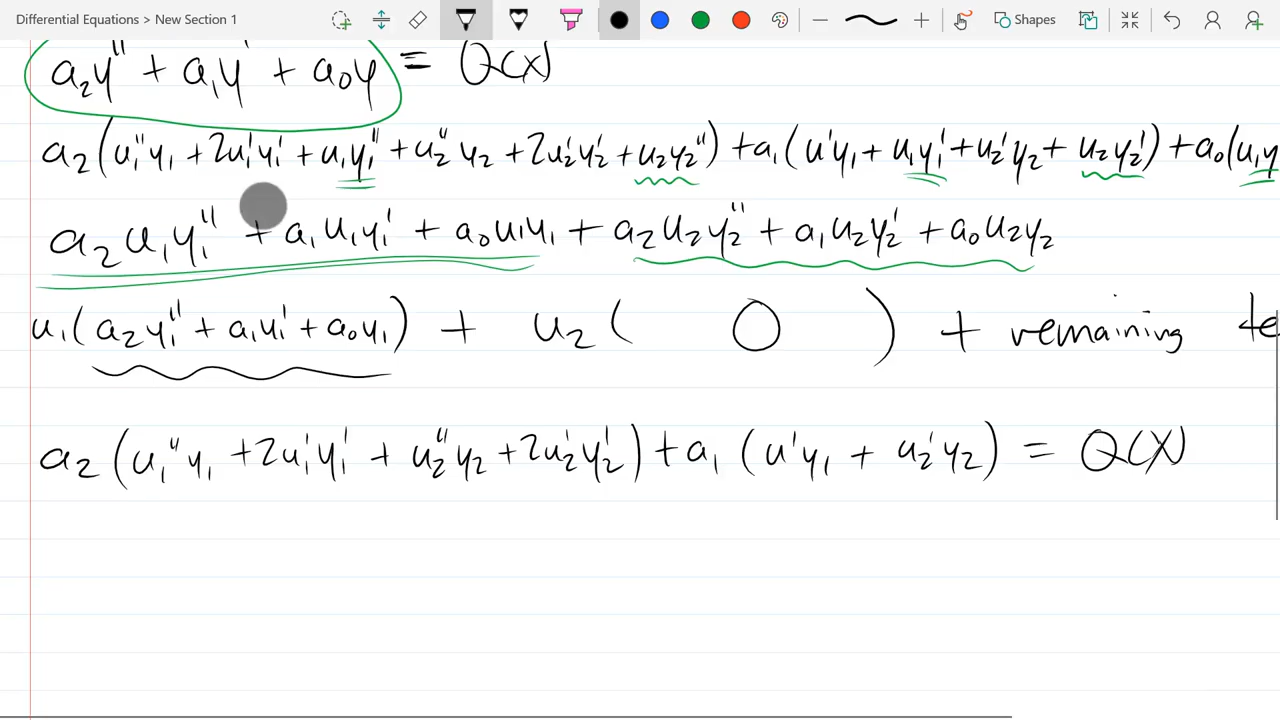 Differential Equations > New Section 1
Shapes
a₂y'' + a₁y' + a₀y = Q(x)
a₂(u₁''y₁ + 2u₁'y₁' + u₁y₁'' + u₂''y₂ + 2u₂'y₂' + u₂y₂'') + a₁(u'y₁ + u₁y₁' + u₂'y₂ + u₂y₂') + a₀(u₁y
a₂u₁y₁'' + a₁u₁y₁' + a₀u₁y₁ + a₂u₂y₂'' + a₁u₂y₂' + a₀u₂y₂
u₁(a₂y₁'' + a₁y₁' + a₀y₁) + u₂( 0 ) + remaining te
a₂(u₁''y₁ + 2u₁'y₁' + u₂''y₂ + 2u₂'y₂') + a₁(u'y₁ + u₂'y₂) = Q(X)